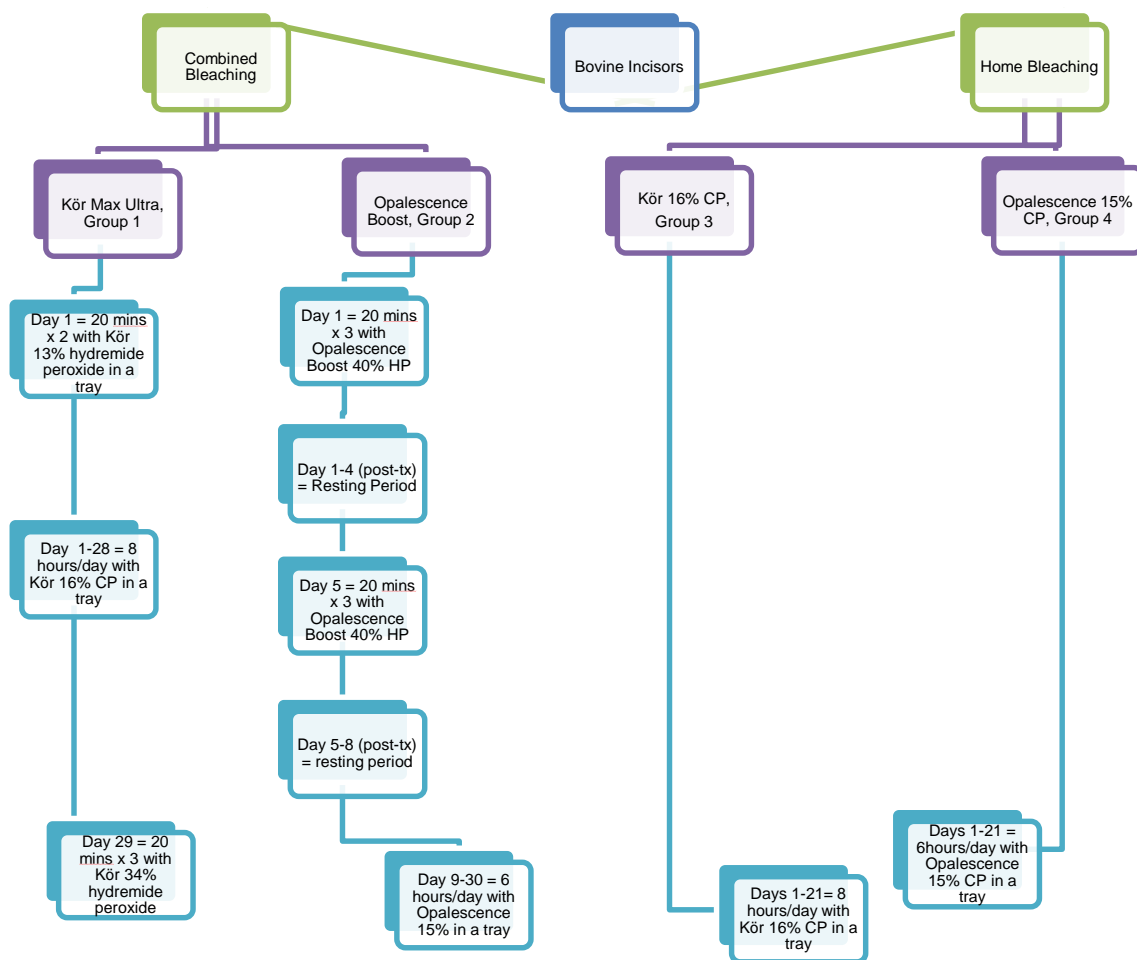 Combined
Bleaching
Bovine Incisors
Home Bleaching
Kör Max Ultra,
Group 1
Opalescence
Boost, Group 2
Kör 16% CP,
Group 3
Opalescence 15%
CP, Group 4
Day 1 = 20 mins
x 2 with Kör
13% hydremide
peroxide in a
tray
Day 1 = 20 mins
x 3 with
Opalescence
Boost 40% HP
Day 1-4 (post-tx)
= Resting Period
Day 1-28 = 8
hours/day with
Kör 16% CP in a
tray
Day 5 = 20 mins
x 3 with
Opalescence
Boost 40% HP
Day 5-8 (post-tx)
= resting period
Day 29 = 20
mins x 3 with
Kör 34%
hydremide
peroxide
Day 9-30 = 6
hours/day with
Opalescence
15% in a tray
Days 1-21= 8
hours/day with
Kör 16% CP in a
tray
Days 1-21 =
6hours/day with
Opalescence
15% CP in a
tray